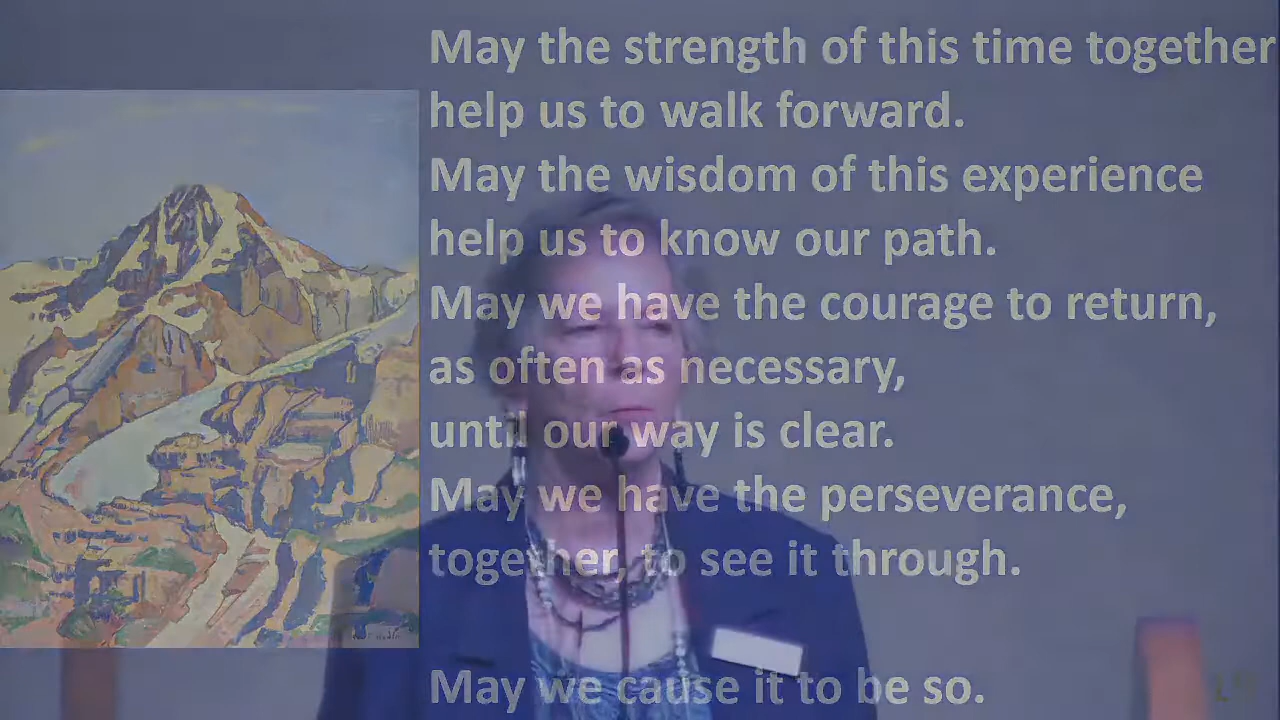 May the strength of this time together
help us to walk forward.
May the wisdom of this experience
help us to know our path.
May we have the courage to return,
as often as necessary,
until our way is clear.
May we have the perseverance,
together, to see it through.
May we cause it to be so.